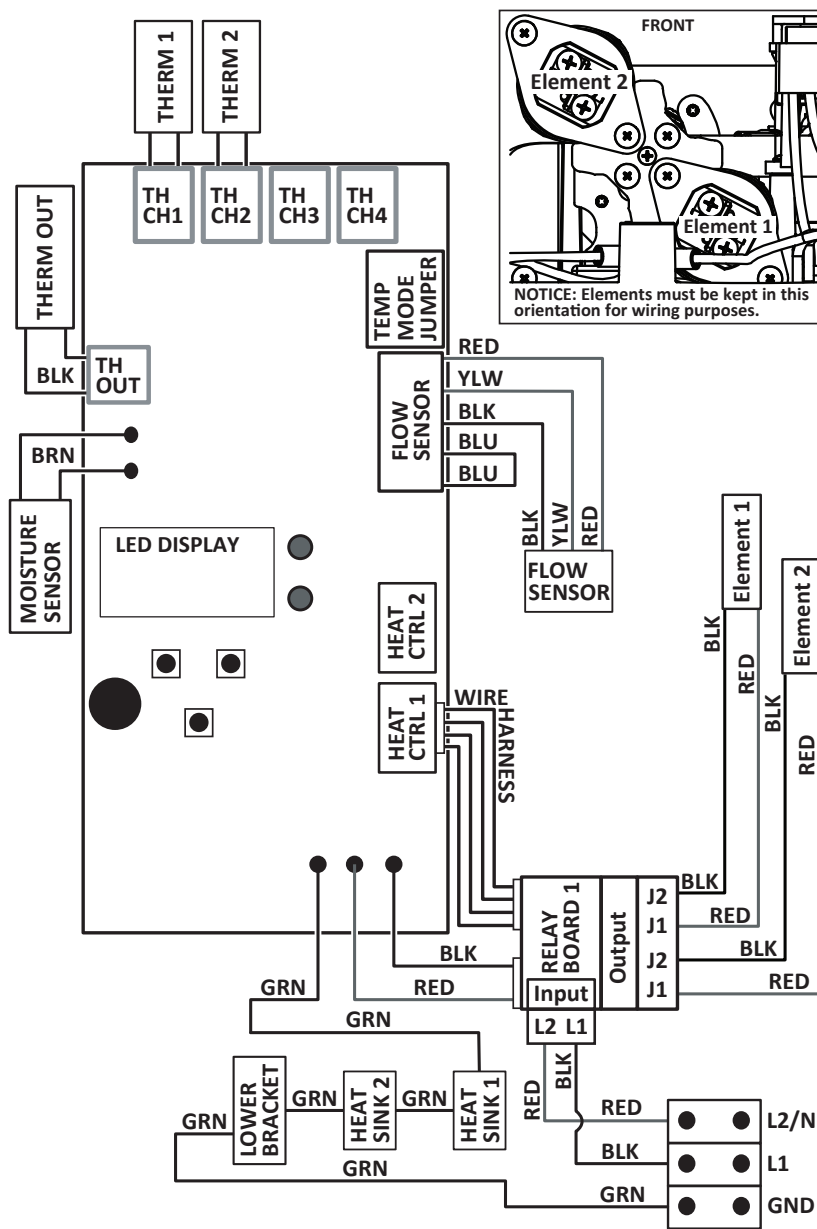 THERM 1
THERM 2
FRONT
Element 2
Element 1
NOTICE: Elements must be kept in this
orientation for wiring purposes.
TH
CH1
TH
CH2
TH
CH3
TH
CH4
THERM OUT
BLK
TH
OUT
TEMP
MODE
JUMPER
FLOW
SENSOR
RED
YLW
BLK
BLU
BLU
BRN
MOISTURE
SENSOR
LED DISPLAY
BLK
YLW
RED
FLOW
SENSOR
Element 1
Element 2
BLK
RED
BLK
RED
HEAT
CTRL 2
HEAT
CTRL 1
WIRE
HARNESS
RELAY
BOARD 1
Output
J2
J1
J2
J1
BLK
RED
BLK
RED
Input
L2 L1
BLK
RED
GRN
GRN
RED
BLK
LOWER
BRACKET
GRN
HEAT
SINK 2
GRN
HEAT
SINK 1
GRN
GRN
RED
BLK
GRN
L2/N
L1
GND